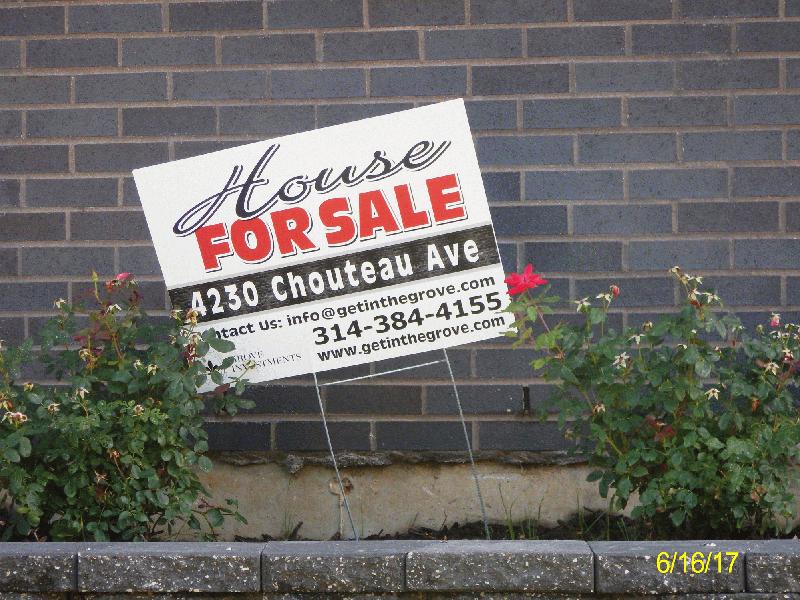 House
FOR SALE
4230 Chouteau Ave
ntact Us: info@getinthegrove.com
314-384-4155
www.getinthegrove.com
GROVE
INVESTMENTS
6/16/17